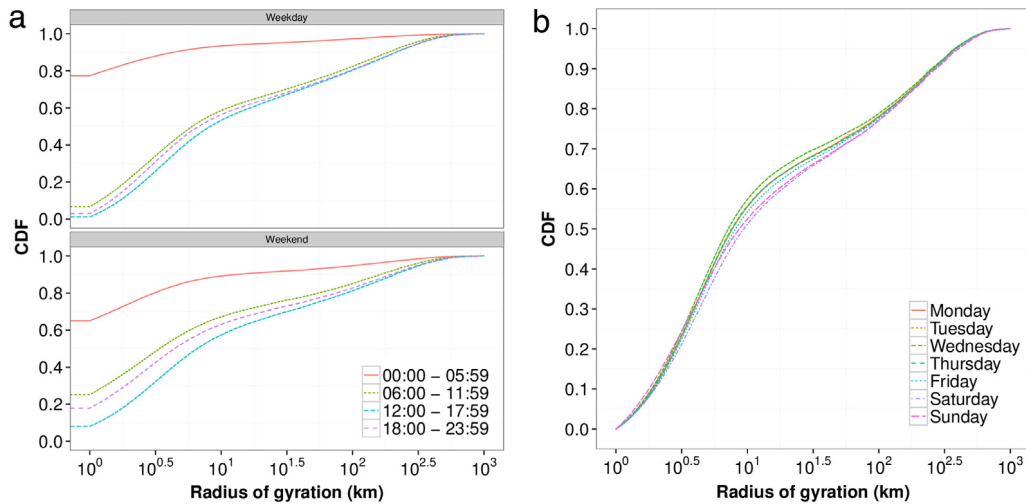 a
Weekday
1.0
0.8
0.6
0.4
0.2
0.0
CDF
Weekend
1.0
0.8
0.6
0.4
0.2
0.0
00:00 – 05:59
06:00 – 11:59
12:00 – 17:59
18:00 – 23:59
10^0
10^0.5
10^1
10^1.5
10^2
10^2.5
10^3
Radius of gyration (km)
b
1.0
0.9
0.8
0.7
0.6
0.5
0.4
0.3
0.2
0.1
0.0
CDF
Monday
Tuesday
Wednesday
Thursday
Friday
Saturday
Sunday
10^0
10^0.5
10^1
10^1.5
10^2
10^2.5
10^3
Radius of gyration (km)